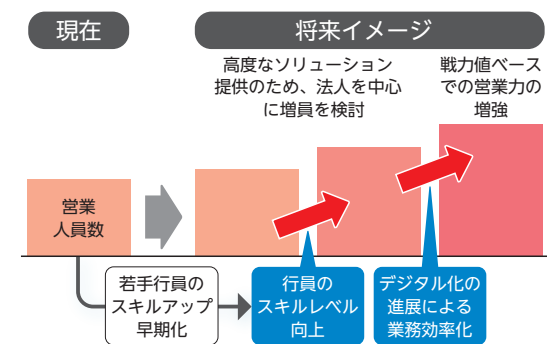 現在
将来イメージ
高度なソリューション
提供のため、法人を中心
に増員を検討
戦力値ベース
での営業力の
増強
営業
人員数
若手行員の
スキルアップ
早期化
行員の
スキルレベル
向上
デジタル化の
進展による
業務効率化